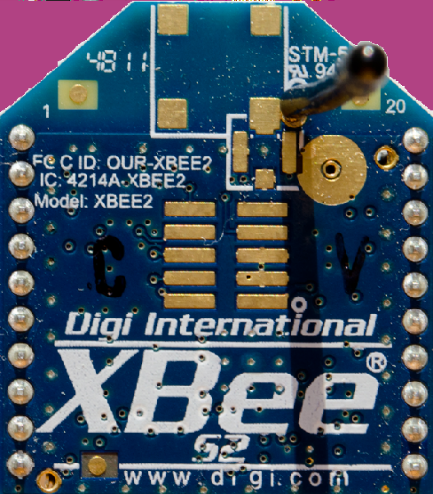 4811
STM-5
94
1
20
FC C ID: OUR-XBEE2
IC: 4214A-XBEE2
Model: XBEE2
C
V
Digi International
XBee®
S2
www.digi.com